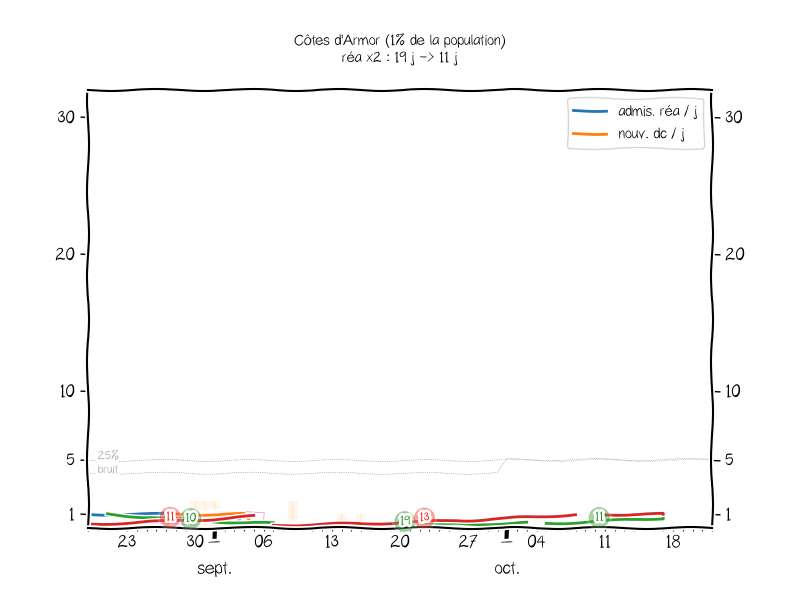 Côtes d'Armor (1% de la population)
réa x2 : 19 j -> 11 j
admis. réa / j
nouv. dc / j
30 30
20 20
10 10
5 5
25%
bruit
1 1
11 10 19 13 11
23 30 06 13 20 27 04 11 18
sept. oct.